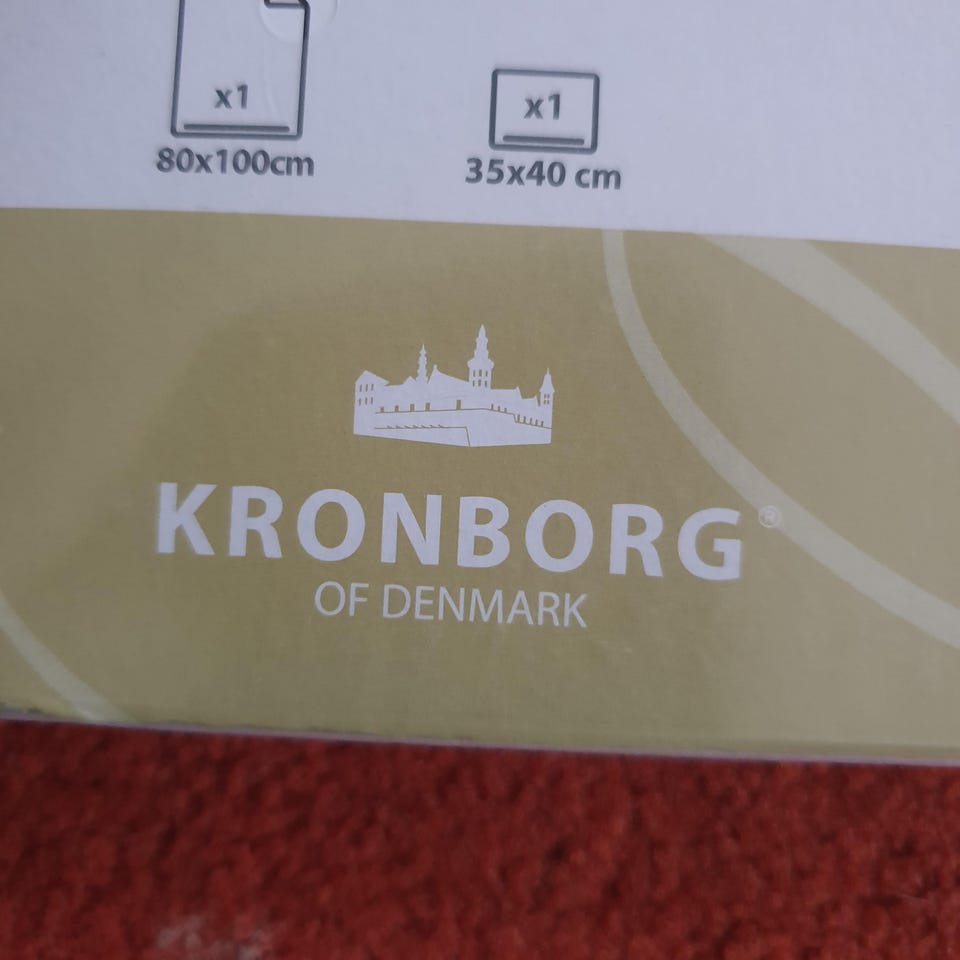 x1
x1
80x100cm
35x40 cm
KRONBORG®
OF DENMARK